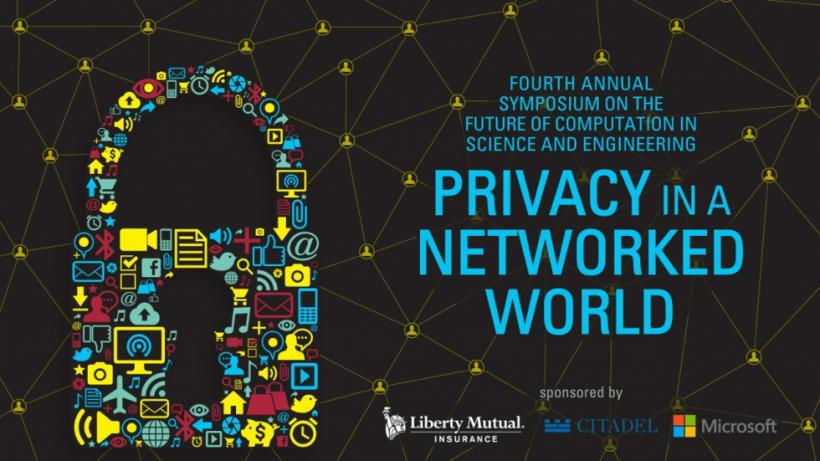 FOURTH ANNUAL
SYMPOSIUM ON THE
FUTURE OF COMPUTATION IN
SCIENCE AND ENGINEERING
PRIVACY IN A
NETWORKED
WORLD
sponsored by
Liberty Mutual.
INSURANCE
CITADEL
Microsoft